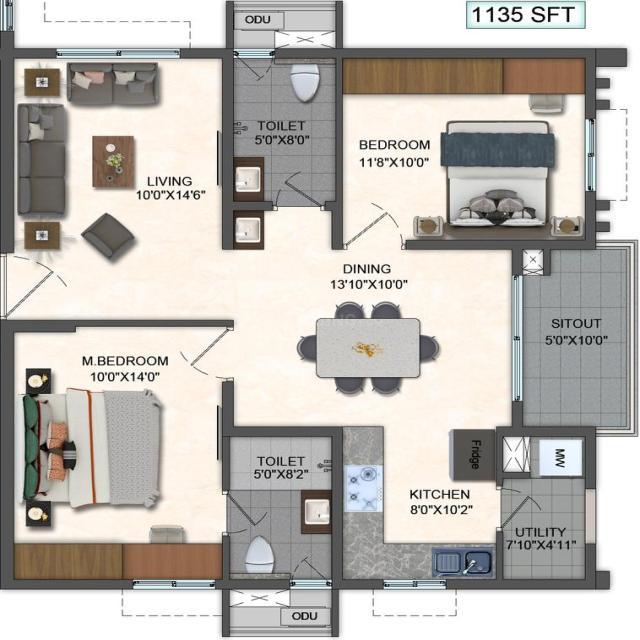 1135 SFT
ODU
TOILET
5'0"X8'0"
BEDROOM
11'8"X10'0"
LIVING
10'0"X14'6"
DINING
13'10"X10'0"
SITOUT
5'0"X10'0"
M.BEDROOM
10'0"X14'0"
TOILET
5'0"X8'2"
Fridge
MW
KITCHEN
8'0"X10'2"
UTILITY
7'10"X4'11"
ODU